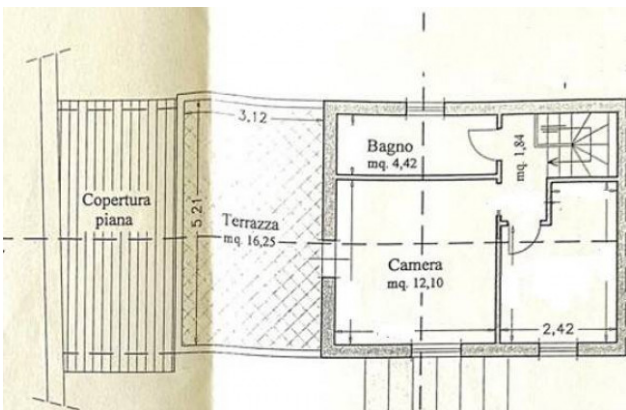 3,12
Bagno
mq. 4,42
mq. 1,84
Copertura
piana
5,21
Terrazza
mq. 16,25
Camera
mq. 12,10
2,42